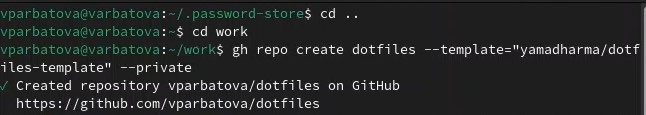 vparbatova@varbatova:~/.password-store$ cd ..
vparbatova@varbatova:~$ cd work
vparbatova@varbatova:~/work$ gh repo create dotfiles --template="yamadharma/dotf
iles-template" --private
✓ Created repository vparbatova/dotfiles on GitHub
  https://github.com/vparbatova/dotfiles